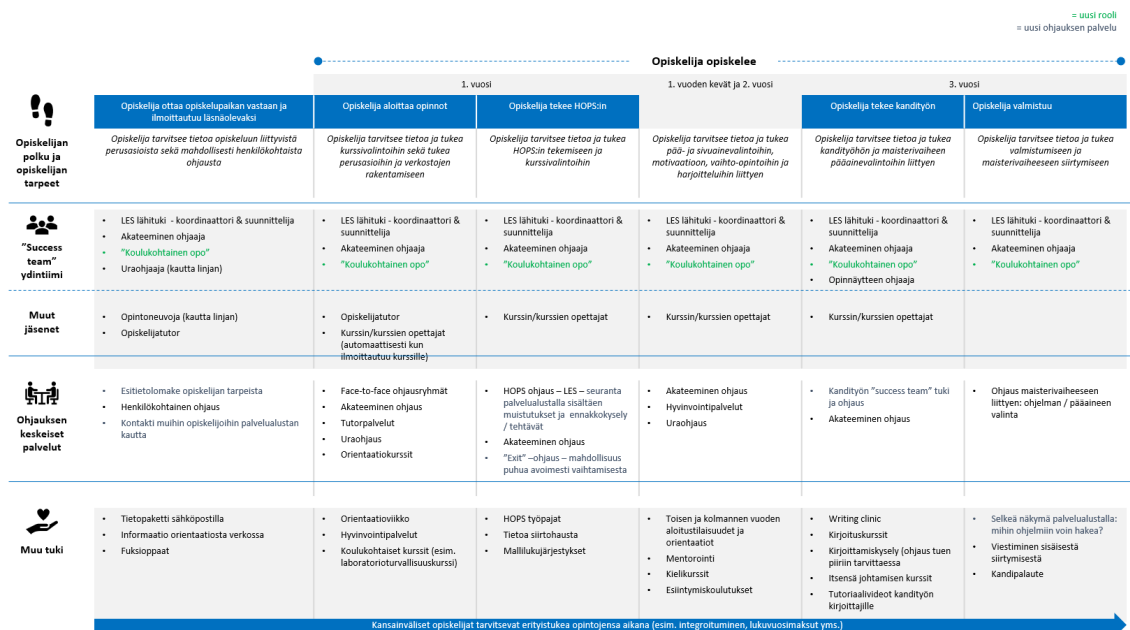 = uusi rooli
= uusi ohjauksen palvelu
Opiskelija opiskelee
1. vuosi
1. vuoden kevät ja 2. vuosi
3. vuosi
Opiskelijan
polku ja
opiskelijan
tarpeet
Opiskelija ottaa opiskelupaikan vastaan ja
ilmoittautuu läsnäolevaksi
Opiskelija aloittaa opinnot
Opiskelija tekee HOPS:in
Opiskelija tekee kandityön
Opiskelija valmistuu
Opiskelija tarvitsee tietoa opiskeluun liittyvistä
perusasioista sekä mahdollisesti henkilökohtaista
ohjausta
Opiskelija tarvitsee tietoa ja tukea
kurssivalintoihin sekä tukea
perusasioihin ja verkostojen
rakentamiseen
Opiskelija tarvitsee tietoa ja tukea
HOPS:in tekemiseen ja
kurssivalintoihin
Opiskelija tarvitsee tietoa ja tukea
pää- ja sivuainevalintoihin,
motivaatioon, vaihto-opintoihin ja
harjoitteluihin liittyen
Opiskelija tarvitsee tietoa ja tukea
kandityöhön ja maisterivaiheen
pääainevalintoihin liittyen
Opiskelija tarvitsee tietoa ja tukea
valmistumiseen ja
maisterivaiheeseen siirtymiseen
”Success
team”
ydintiimi
• LES lähituki - koordinaattori & suunnittelija
• Akateeminen ohjaaja
• ”Koulukohtainen opo”
• Uraohjaaja (kautta linjan)
• LES lähituki - koordinaattori &
suunnittelija
• Akateeminen ohjaaja
• ”Koulukohtainen opo”
• LES lähituki - koordinaattori &
suunnittelija
• Akateeminen ohjaaja
• ”Koulukohtainen opo”
• LES lähituki - koordinaattori &
suunnittelija
• Akateeminen ohjaaja
• ”Koulukohtainen opo”
• LES lähituki - koordinaattori &
suunnittelija
• Akateeminen ohjaaja
• ”Koulukohtainen opo”
• Opinnäytteen ohjaaja
• LES lähituki - koordinaattori &
suunnittelija
• Akateeminen ohjaaja
• ”Koulukohtainen opo”
Muut
jäsenet
• Opintoneuvoja (kautta linjan)
• Opiskelijatutor
• Opiskelijatutor
• Kurssin/kurssien opettajat
(automaattisesti kun
ilmoittautuu kurssille)
• Kurssin/kurssien opettajat
• Kurssin/kurssien opettajat
• Kurssin/kurssien opettajat
Ohjauksen
keskeiset
palvelut
• Esitietolomake opiskelijan tarpeista
• Henkilökohtainen ohjaus
• Kontakti muihin opiskelijoihin palvelualustan
kautta
• Face-to-face ohjausryhmät
• Akateeminen ohjaus
• Tutorpalvelut
• Uraohjaus
• Orientaatiokurssit
• HOPS ohjaus – LES – seuranta
palvelualustalla sisältäen
muistutukset ja ennakkokysely
/ tehtävät
• Akateeminen ohjaus
• ”Exit” –ohjaus – mahdollisuus
puhua avoimesti vaihtamisesta
• Akateeminen ohjaus
• Hyvinvointipalvelut
• Uraohjaus
• Kandityön ”success team” tuki
ja ohjaus
• Akateeminen ohjaus
• Ohjaus maisterivaiheeseen
liittyen: ohjelman / pääaineen
valinta
Muu tuki
• Tietopaketti sähköpostilla
• Informaatio orientaatiosta verkossa
• Fuksioppaat
• Orientaatioviikko
• Hyvinvointipalvelut
• Koulukohtaiset kurssit (esim.
laboratorioturvallisuuskurssi)
• HOPS työpajat
• Tietoa siirtohausta
• Mallilukujärjestykset
• Toisen ja kolmannen vuoden
aloitustilaisuudet ja
orientaatiot
• Mentorointi
• Kielikurssit
• Esiintymiskoulutukset
• Writing clinic
• Kirjoituskurssit
• Kirjoittamiskysely (ohjaus tuen
piiriin tarvittaessa
• Itsensä johtamisen kurssit
• Tutoriaalivideot kandityön
kirjoittajille
• Selkeä näkymä palvelualustalla:
mihin ohjelmiin voin hakea?
• Viestiminen sisäisestä
siirtymisestä
• Kandipalaute
Kansainväliset opiskelijat tarvitsevat erityistukea opintojensa aikana (esim. integroituminen, lukuvuosimaksut yms.)